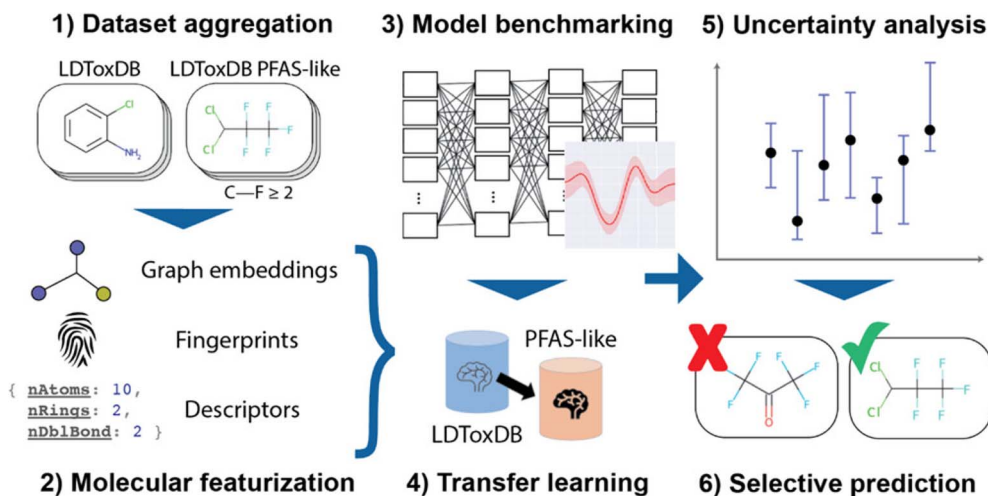 1) Dataset aggregation
LDToxDB
LDToxDB PFAS-like
Cl
NH₂
Cl
Cl
F
F
F
F
F
C—F ≥ 2
Graph embeddings
Fingerprints
{ nAtoms: 10,
nRings: 2,
nDblBond: 2 }
Descriptors
2) Molecular featurization
3) Model benchmarking
...
...
PFAS-like
LDToxDB
4) Transfer learning
5) Uncertainty analysis
F
F
F
F
F
F
O
Cl
Cl
F
F
F
F
F
6) Selective prediction